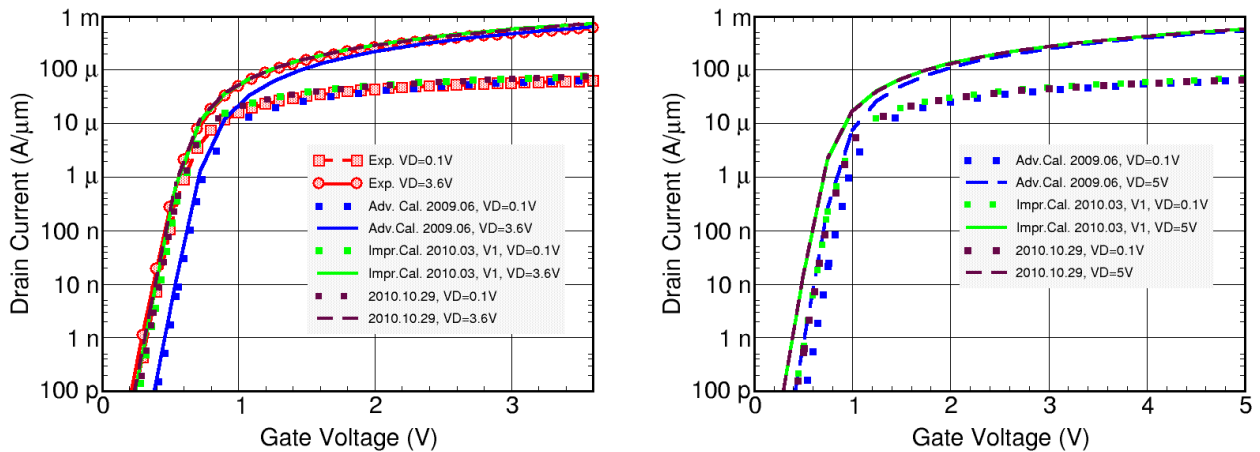 1 m
100 µ
10 µ
1 µ
100 n
10 n
1 n
100 p
Drain Current (A/µm)
Exp. VD=0.1V
Exp. VD=3.6V
Adv. Cal. 2009.06, VD=0.1V
Adv.Cal. 2009.06, VD=3.6V
Impr.Cal. 2010.03, V1, VD=0.1V
Impr.Cal. 2010.03, V1, VD=3.6V
2010.10.29, VD=0.1V
2010.10.29, VD=3.6V
0 1 2 3
Gate Voltage (V)
1 m
100 µ
10 µ
1 µ
100 n
10 n
1 n
100 p
Drain Current (A/µm)
Adv.Cal. 2009.06, VD=0.1V
Adv.Cal. 2009.06, VD=5V
Impr.Cal. 2010.03, V1, VD=0.1V
Impr.Cal. 2010.03, V1, VD=5V
2010.10.29, VD=0.1V
2010.10.29, VD=5V
0 1 2 3 4 5
Gate Voltage (V)